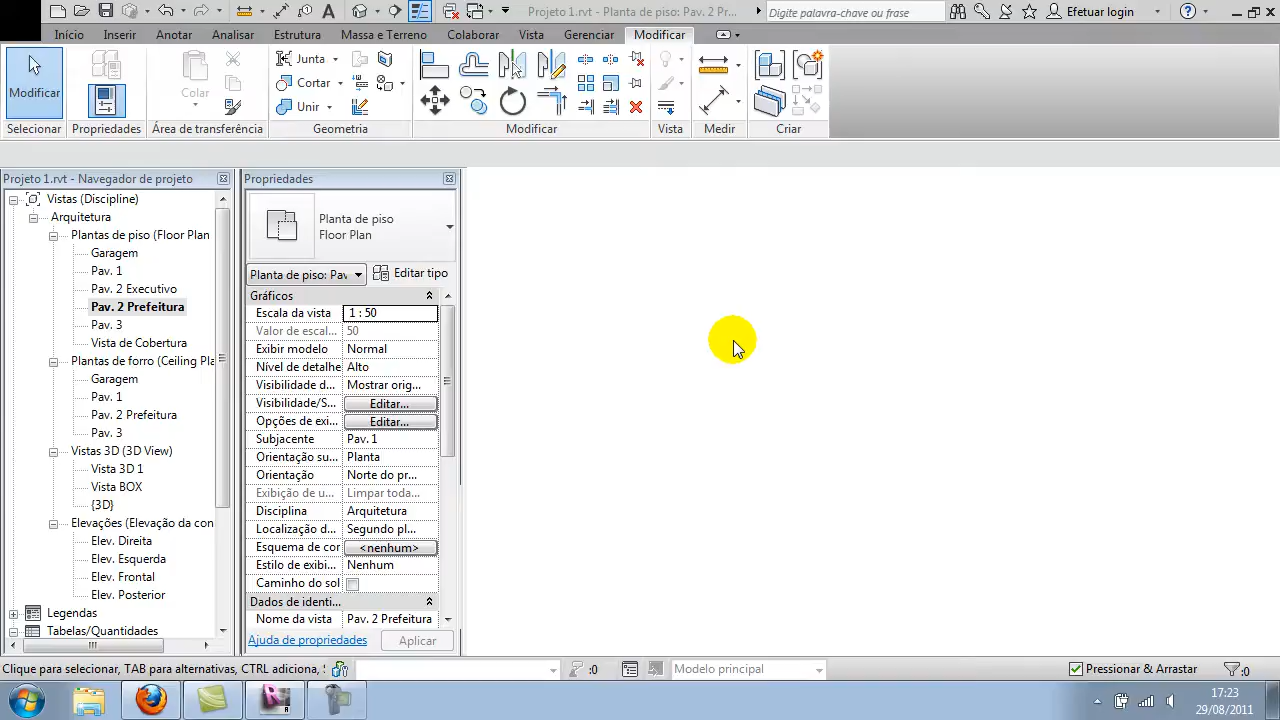 Projeto 1.rvt - Planta de piso: Pav. 2 Pr...
Digite palavra-chave ou frase
Efetuar login
Início Inserir Anotar Analisar Estrutura Massa e Terreno Colaborar Vista Gerenciar Modificar
Modificar
Colar
Junta
Cortar
Unir
Selecionar Propriedades Área de transferência Geometria Modificar Vista Medir Criar
Projeto 1.rvt - Navegador de projeto
Vistas (Discipline)
Arquitetura
Plantas de piso (Floor Plan
Garagem
Pav. 1
Pav. 2 Executivo
Pav. 2 Prefeitura
Pav. 3
Vista de Cobertura
Plantas de forro (Ceiling Pla
Garagem
Pav. 1
Pav. 2 Prefeitura
Pav. 3
Vistas 3D (3D View)
Vista 3D 1
Vista BOX
{3D}
Elevações (Elevação da con
Elev. Direita
Elev. Esquerda
Elev. Frontal
Elev. Posterior
Legendas
Tabelas/Quantidades
Propriedades
Planta de piso
Floor Plan
Planta de piso: Pav
Editar tipo
Gráficos
Escala da vista 1 : 50
Valor de escal... 50
Exibir modelo Normal
Nível de detalhe Alto
Visibilidade d... Mostrar orig...
Visibilidade/S... Editar...
Opções de exi... Editar...
Subjacente Pav. 1
Orientação su... Planta
Orientação Norte do pr...
Exibição de u... Limpar toda...
Disciplina Arquitetura
Localização d... Segundo pl...
Esquema de cor <nenhum>
Estilo de exibi... Nenhum
Caminho do sol
Dados de identi...
Nome da vista Pav. 2 Prefeitura
Ajuda de propriedades Aplicar
Clique para selecionar, TAB para alternativas, CTRL adiciona,
:0
Modelo principal
Pressionar & Arrastar
:0
17:23
29/08/2011